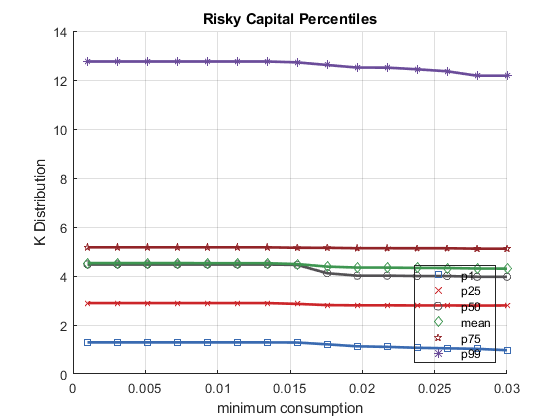 Risky Capital Percentiles
K Distribution
14
12
10
8
6
4
2
0
0
0.005
0.01
0.015
0.02
0.025
0.03
minimum consumption
p1
p25
p50
mean
p75
p99